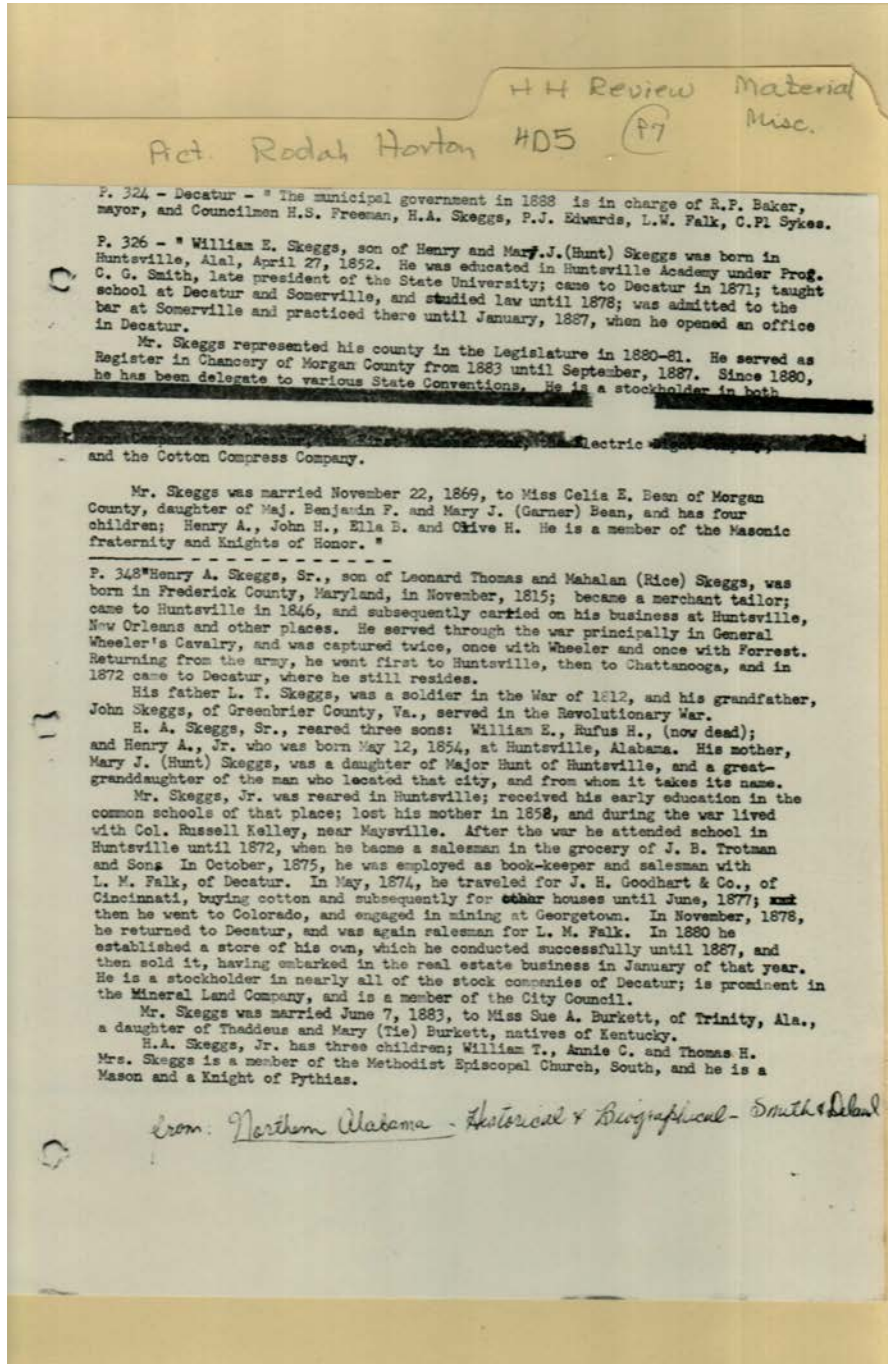 HH Review Material
Misc.
Pict. Rodah Horton 4D5 P7
P. 324 - Decatur - " The municipal government in 1888 is in charge of R.P. Baker,
mayor, and Councilmen H.S. Freeman, H.A. Skeggs, P.J. Edwards, L.W. Falk, C.Pl Sykes.
P. 326 - " William E. Skeggs, son of Henry and Mary.J.(Hunt) Skeggs was born in
Huntsville, Alal, April 27, 1852. He was educated in Huntsville Academy under Prog.
C. G. Smith, late president of the State University; came to Decatur in 1871; taught
school at Decatur and Somerville, and studied law until 1878; was admitted to the
bar at Somerville and practiced there until January, 1887, when he opened an office
in Decatur.
Mr. Skeggs represented his county in the Legislature in 1880-81. He served as
Register in Chancery of Morgan County from 1883 until September, 1887. Since 1880,
he has been delegate to various State Conventions. He is a stockholder in both
and the Cotton Compress Company.
Mr. Skeggs was married November 22, 1869, to Miss Celia E. Bean of Morgan
County, daughter of Maj. Benjamin F. and Mary J. (Garner) Bean, and has four
children; Henry A., John H., Ella B. and Olive H. He is a member of the Masonic
fraternity and Knights of Honor. "
P. 348"Henry A. Skeggs, Sr., son of Leonard Thomas and Mahalan (Rice) Skeggs, was
born in Frederick County, Maryland, in November, 1815; became a merchant tailor;
came to Huntsville in 1846, and subsequently carried on his business at Huntsville,
New Orleans and other places. He served through the war principally in General
Wheeler's Cavalry, and was captured twice, once with Wheeler and once with Forrest.
Returning from the army, he went first to Huntsville, then to Chattanooga, and in
1872 came to Decatur, where he still resides.
His father L. T. Skeggs, was a soldier in the War of 1812, and his grandfather,
John Skeggs, of Greenbrier County, Va., served in the Revolutionary War.
H. A. Skeggs, Sr., reared three sons: William E., Rufus H., (now dead);
and Henry A., Jr. who was born May 12, 1854, at Huntsville, Alabama. His mother,
Mary J. (Hunt) Skeggs, was a daughter of Major Hunt of Huntsville, and a great-
granddaughter of the man who located that city, and from whom it takes its name.
Mr. Skeggs, Jr. was reared in Huntsville; received his early education in the
common schools of that place; lost his mother in 1858, and during the war lived
with Col. Russell Kelley, near Maysville. After the war he attended school in
Huntsville until 1872, when he bacme a salesman in the grocery of J. B. Trotman
and Song In October, 1875, he was employed as book-keeper and salesman with
L. M. Falk, of Decatur. In May, 1874, he traveled for J. H. Goodhart & Co., of
Cincinnati, buying cotton and subsequently for other houses until June, 1877;
then he went to Colorado, and engaged in mining at Georgetown. In November, 1878,
he returned to Decatur, and was again salesman for L. M. Falk. In 1880 he
established a store of his own, which he conducted successfully until 1887, and
then sold it, having embarked in the real estate business in January of that year.
He is a stockholder in nearly all of the stock companies of Decatur; is prominent in
the Mineral Land Company, and is a member of the City Council.
Mr. Skeggs was married June 7, 1883, to Miss Sue A. Burkett, of Trinity, Ala.,
a daughter of Thaddeus and Mary (Tie) Burkett, natives of Kentucky.
H.A. Skeggs, Jr. has three children; William T., Annie C. and Thomas H.
Mrs. Skeggs is a member of the Methodist Episcopal Church, South, and he is a
Mason and a Knight of Pythias.
from: Northern Alabama - Historical & Biographical - Smith & Deland